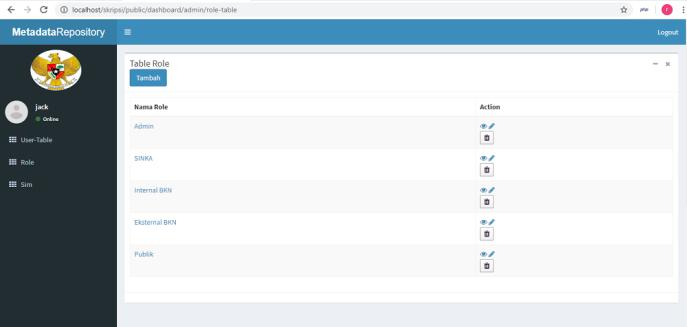 localhost/skripsi/public/dashboard/admin/role-table
MetadataRepository
Logout
jack
Online
User-Table
Role
Sim
Table Role
Tambah
Nama Role Action
Admin
SINKA
Internal BKN
Eksternal BKN
Publik